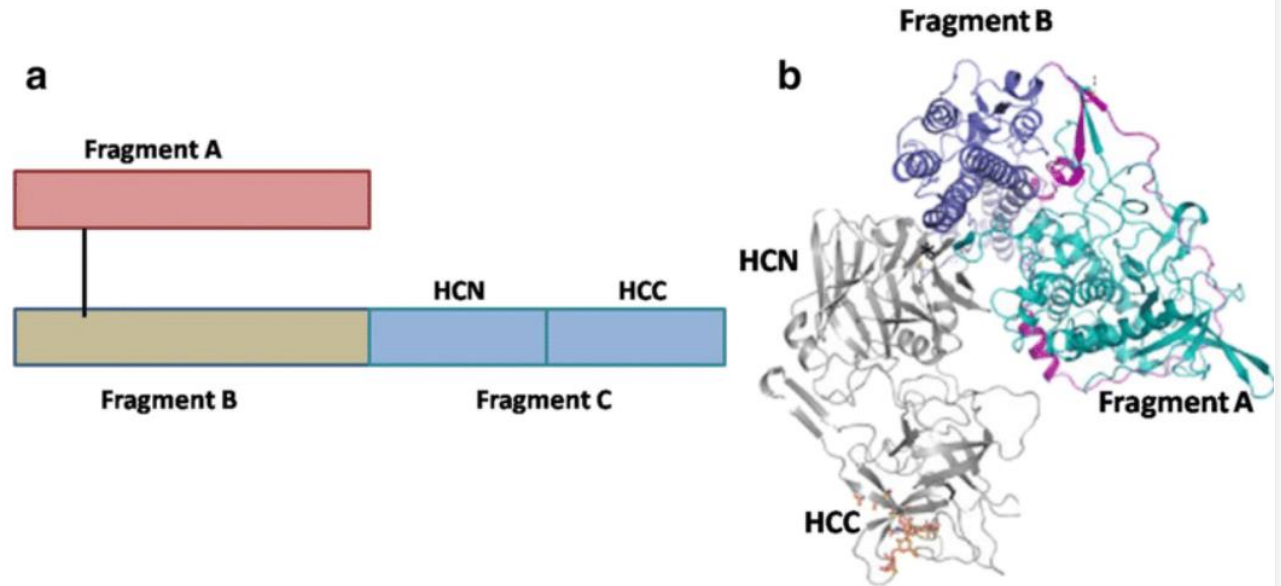 a
Fragment A
HCN
HCC
Fragment B
Fragment C
b
Fragment B
HCN
Fragment A
HCC